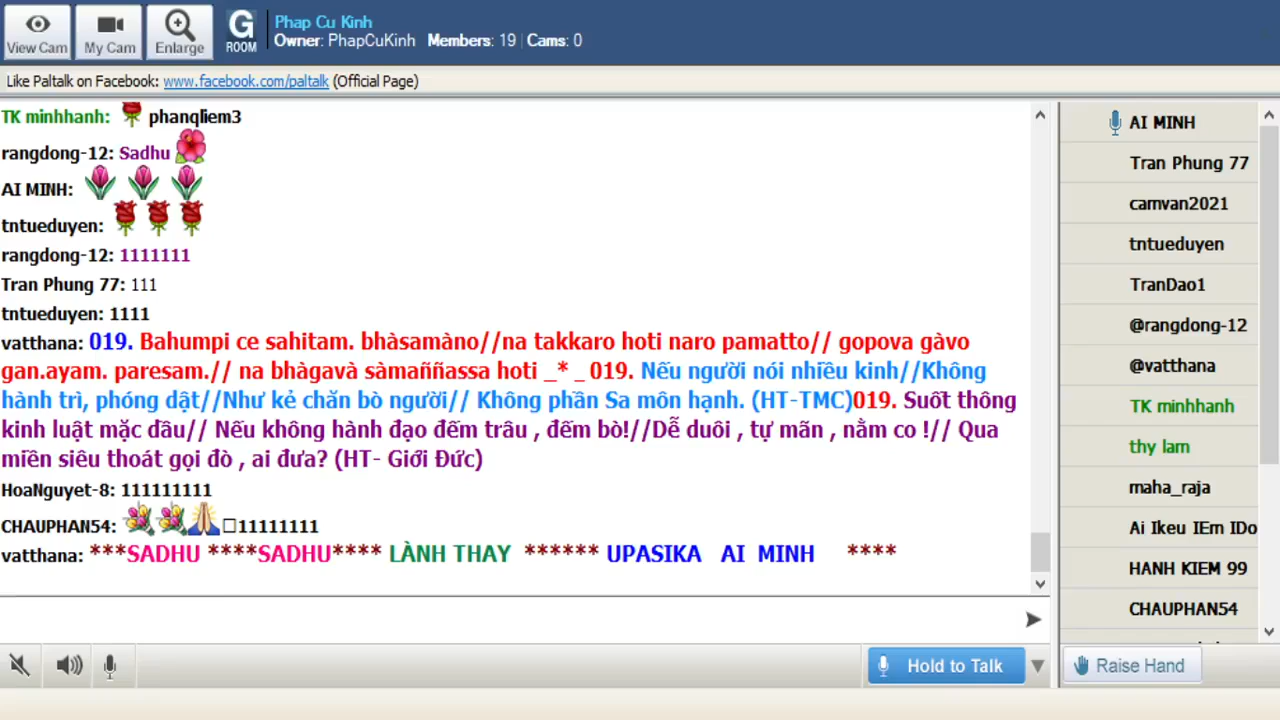 View Cam
My Cam
Enlarge
G
ROOM
Phap Cu Kinh
Owner: PhapCuKinh Members: 19 | Cams: 0
Like Paltalk on Facebook: www.facebook.com/paltalk (Official Page)
TK minhhanh: phanqliem3
rangdong-12: Sadhu
AI MINH:
tntueduyen:
rangdong-12: 1111111
Tran Phung 77: 111
tntueduyen: 1111
vatthana: 019. Bahumpi ce sahitam. bhàsamàno//na takkaro hoti naro pamatto// gopova gàvo
gan.ayam. paresam.// na bhàgavà sàmaññassa hoti _* _ 019. Nếu người nói nhiều kinh//Không
hành trì, phóng dật//Như kẻ chăn bò người// Không phần Sa môn hạnh. (HT-TMC)019. Suốt thông
kinh luật mặc dầu// Nếu không hành đạo đếm trâu , đếm bò!//Dễ duôi , tự mãn , nằm co !// Qua
miền siêu thoát gọi đò , ai đưa? (HT- Giới Đức)
HoaNguyet-8: 111111111
CHAUPHAN54: 11111111
vatthana: ***SADHU ****SADHU**** LÀNH THAY ****** UPASIKA AI MINH ****
AI MINH
Tran Phung 77
camvan2021
tntueduyen
TranDao1
@rangdong-12
@vatthana
TK minhhanh
thy lam
maha_raja
Ai Ikeu IEm IDo
HANH KIEM 99
CHAUPHAN54
Hold to Talk
Raise Hand